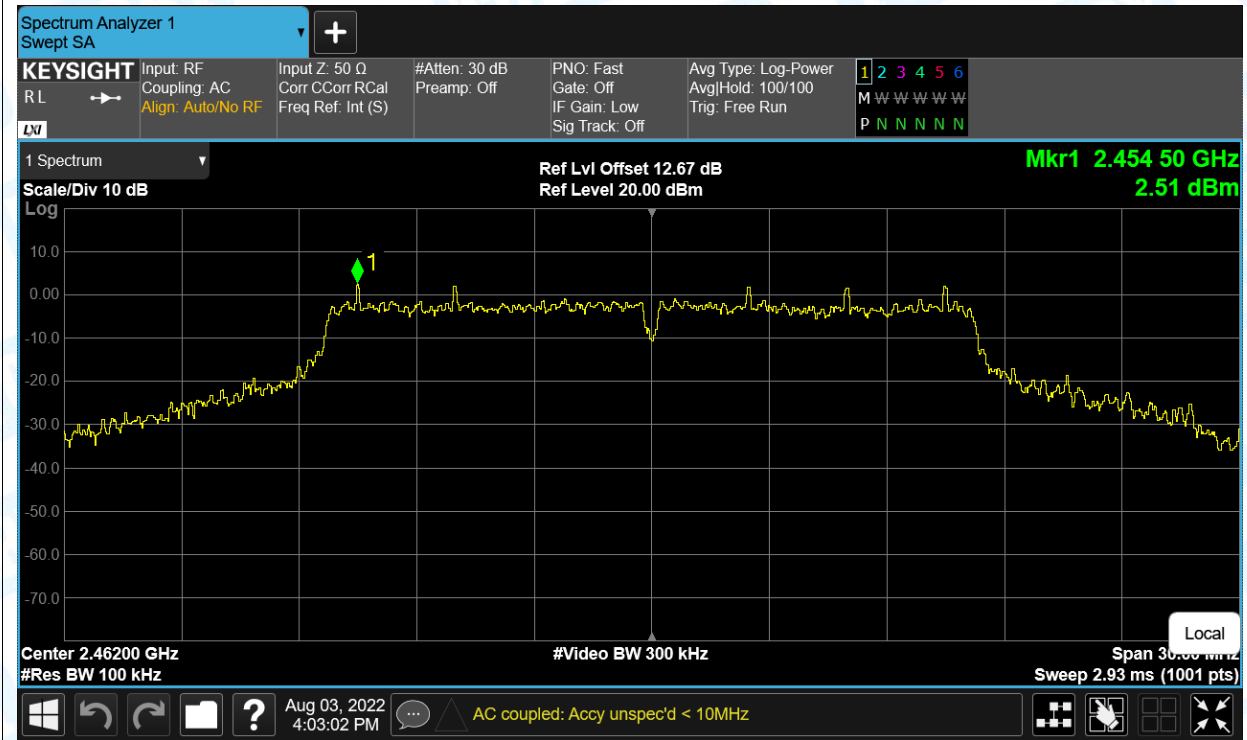 Spectrum Analyzer 1
Swept SA
+
KEYSIGHT
R L
LXI
Input: RF
Coupling: AC
Align: Auto/No RF
Input Z: 50 Ω
Corr CCorr RCal
Freq Ref: Int (S)
#Atten: 30 dB
Preamp: Off
PNO: Fast
Gate: Off
IF Gain: Low
Sig Track: Off
Avg Type: Log-Power
Avg|Hold: 100/100
Trig: Free Run
1 2 3 4 5 6
M W W W W W
P N N N N N
1 Spectrum
Scale/Div 10 dB
Log
Ref Lvl Offset 12.67 dB
Ref Level 20.00 dBm
Mkr1 2.454 50 GHz
2.51 dBm
1
10.0
0.00
-10.0
-20.0
-30.0
-40.0
-50.0
-60.0
-70.0
Local
Center 2.46200 GHz
#Res BW 100 kHz
#Video BW 300 kHz
Span 30.00 MHz
Sweep 2.93 ms (1001 pts)
?
Aug 03, 2022
4:03:02 PM
AC coupled: Accy unspec'd < 10MHz